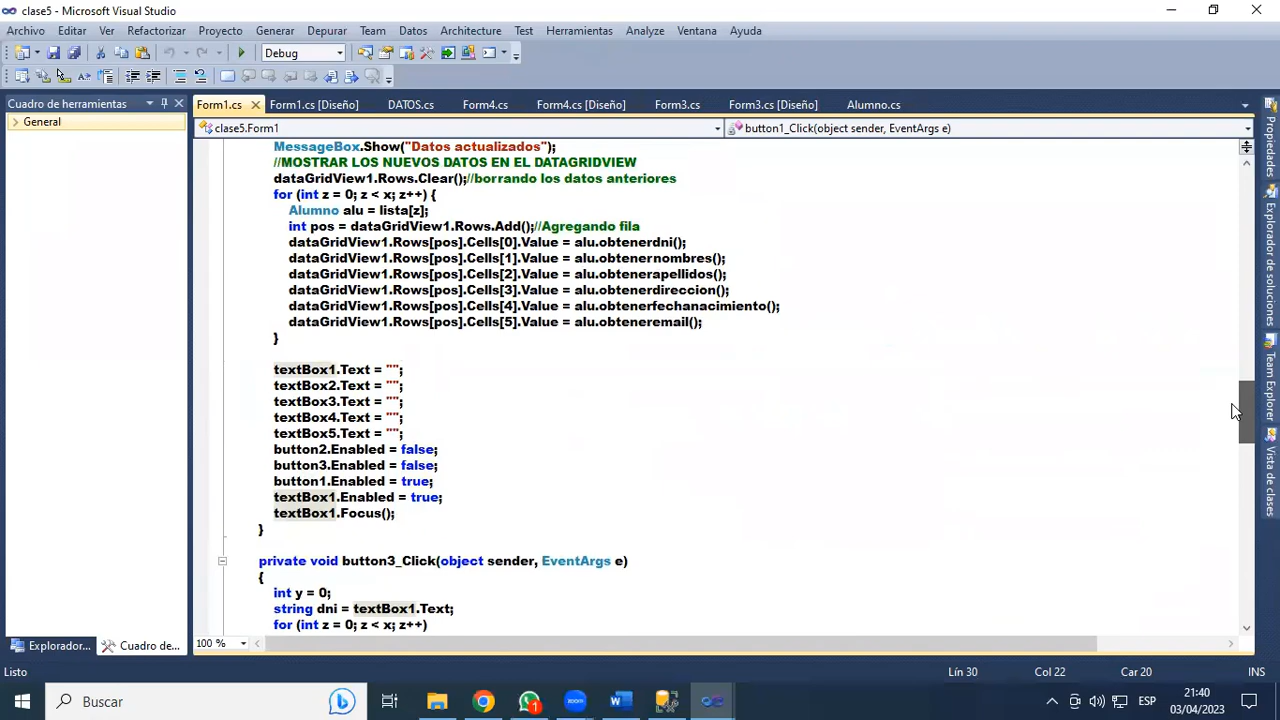 clase5 - Microsoft Visual Studio
Archivo Editar Ver Refactorizar Proyecto Generar Depurar Team Datos Architecture Test Herramientas Analyze Ventana Ayuda
Debug
Cuadro de herramientas
General
Form1.cs Form1.cs [Diseño] DATOS.cs Form4.cs Form4.cs [Diseño] Form3.cs Form3.cs [Diseño] Alumno.cs
clase5.Form1 button1_Click(object sender, EventArgs e)
MessageBox.Show("Datos actualizados");
//MOSTRAR LOS NUEVOS DATOS EN EL DATAGRIDVIEW
dataGridView1.Rows.Clear();//borrando los datos anteriores
for (int z = 0; z < x; z++) {
Alumno alu = lista[z];
int pos = dataGridView1.Rows.Add();//Agregando fila
dataGridView1.Rows[pos].Cells[0].Value = alu.obtenerdni();
dataGridView1.Rows[pos].Cells[1].Value = alu.obtenernombres();
dataGridView1.Rows[pos].Cells[2].Value = alu.obtenerapellidos();
dataGridView1.Rows[pos].Cells[3].Value = alu.obtenerdireccion();
dataGridView1.Rows[pos].Cells[4].Value = alu.obtenerfechanacimiento();
dataGridView1.Rows[pos].Cells[5].Value = alu.obteneremail();
}
textBox1.Text = "";
textBox2.Text = "";
textBox3.Text = "";
textBox4.Text = "";
textBox5.Text = "";
button2.Enabled = false;
button3.Enabled = false;
button1.Enabled = true;
textBox1.Enabled = true;
textBox1.Focus();
}
private void button3_Click(object sender, EventArgs e)
{
int y = 0;
string dni = textBox1.Text;
for (int z = 0; z < x; z++)
Propiedades
Explorador de soluciones
Team Explorer
Vista de clases
100 %
Explorador... Cuadro de...
Listo Lín 30 Col 22 Car 20 INS
Buscar
1
zoom
ESP
21:40
03/04/2023